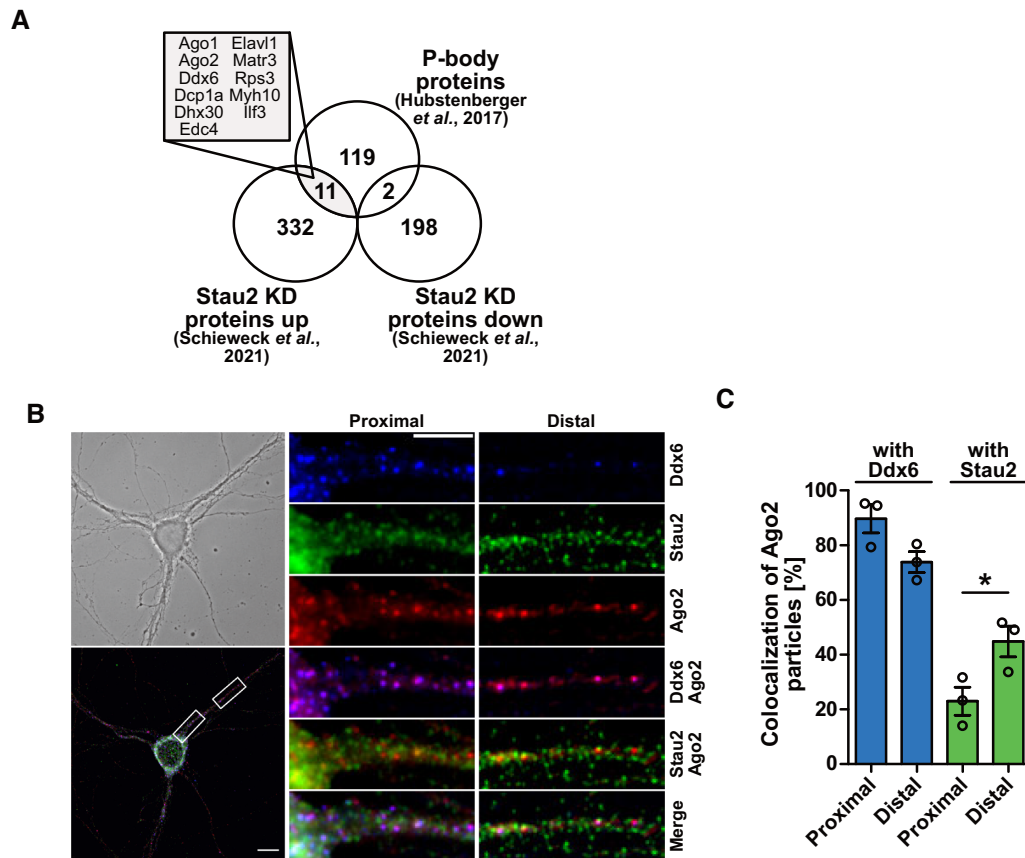 A
Ago1 Elavl1
Ago2 Matr3
Ddx6 Rps3
Dcp1a Myh10
Dhx30 Ilf3
Edc4
P-body
proteins
(Hubstenberger
et al., 2017)
119
11
2
332
198
Stau2 KD
proteins up
(Schieweck et al.,
2021)
Stau2 KD
proteins down
(Schieweck et al.,
2021)
B
Proximal
Distal
Ddx6
Stau2
Ago2
Ddx6
Ago2
Stau2
Ago2
Merge
C
with
Ddx6
with
Stau2
Colocalization of Ago2
particles [%]
100
80
60
40
20
0
*
Proximal
Distal
Proximal
Distal